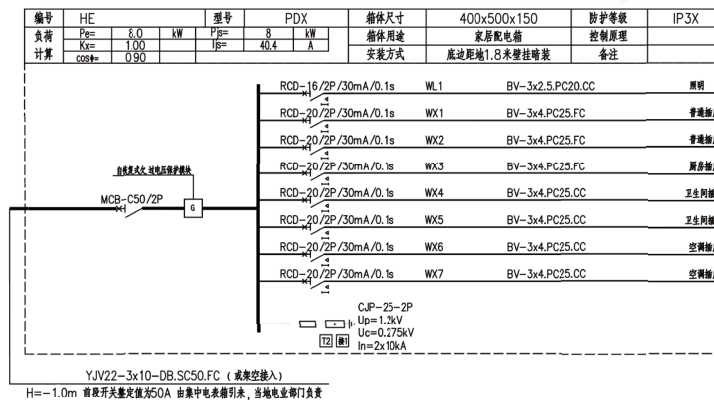 编号 HE 型号 PDX 箱体尺寸 400x500x150 防护等级 IP3X
负荷计算 Pe= 8.0 kW Pjs= 8 kW 箱体用途 家居配电箱 控制原理
Kx= 1.00 Ijs= 40.4 A
cosφ= 0.90 安装方式 底边距地1.8米壁挂暗装 备注
RCD-16/2P/30mA/0.1s WL1 BV-3x2.5.PC20.CC 照明
RCD-20/2P/30mA/0.1s WX1 BV-3x4.PC25.FC 普通插
RCD-20/2P/30mA/0.1s WX2 BV-3x4.PC25.FC 普通插
自恢复式欠.过电压保护模块
RCD-20/2P/30mA/0.1s WX3 BV-3x4.PC25.FC 厨房插
MCB-C50/2P
RCD-20/2P/30mA/0.1s WX4 BV-3x4.PC25.CC 卫生间插
G
RCD-20/2P/30mA/0.1s WX5 BV-3x4.PC25.CC 卫生间插
RCD-20/2P/30mA/0.1s WX6 BV-3x4.PC25.CC 空调插
RCD-20/2P/30mA/0.1s WX7 BV-3x4.PC25.CC 空调插
CJP-25-2P
Up=1.2kV
Uc=0.275kV
T2 In=2x10kA
YJV22-3x10-DB.SC50.FC ( 或架空接入 )
H=-1.0m 前段开关整定值为50A 由集中电表箱引来, 当地电业部门负责